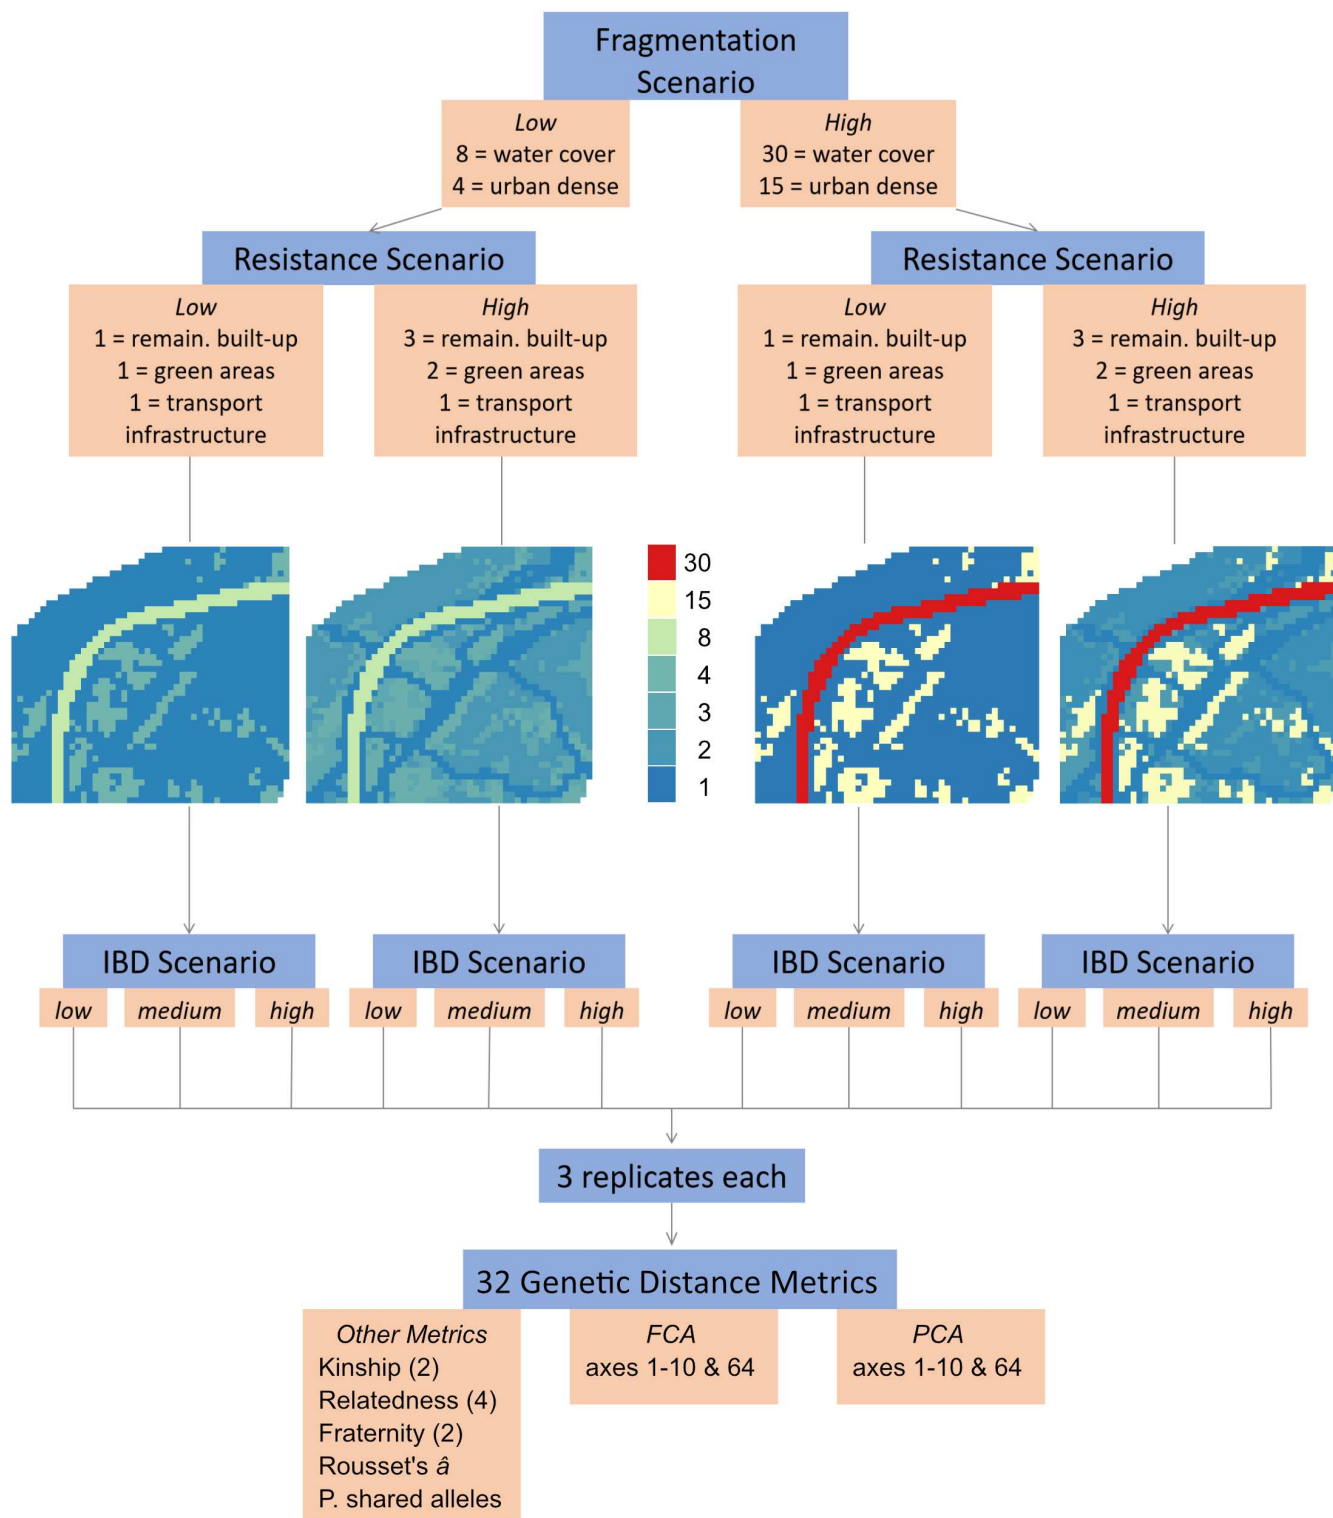 Fragmentation
Scenario
Low
8 = water cover
4 = urban dense
High
30 = water cover
15 = urban dense
Resistance Scenario
Low
1 = remain. built-up
1 = green areas
1 = transport
infrastructure
High
3 = remain. built-up
2 = green areas
1 = transport
infrastructure
Resistance Scenario
Low
1 = remain. built-up
1 = green areas
1 = transport
infrastructure
High
3 = remain. built-up
2 = green areas
1 = transport
infrastructure
30
15
8
4
3
2
1
IBD Scenario
low medium high
IBD Scenario
low medium high
IBD Scenario
low medium high
IBD Scenario
low medium high
3 replicates each
32 Genetic Distance Metrics
Other Metrics
Kinship (2)
Relatedness (4)
Fraternity (2)
Rousset's â
P. shared alleles
FCA
axes 1-10 & 64
PCA
axes 1-10 & 64